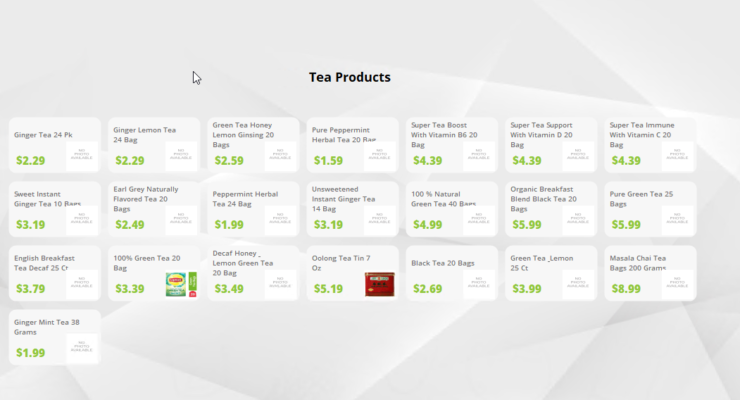 Tea Products
Ginger Tea 24 Pk
$2.29
NO
PHOTO
AVAILABLE
Ginger Lemon Tea
24 Bag
$2.29
NO
PHOTO
AVAILABLE
Green Tea Honey
Lemon Ginsing 20
Bags
$2.59
NO
PHOTO
AVAILABLE
Pure Peppermint
Herbal Tea 20 Bag
$1.59
NO
PHOTO
AVAILABLE
Super Tea Boost
With Vitamin B6 20
Bag
$4.39
NO
PHOTO
AVAILABLE
Super Tea Support
With Vitamin D 20
Bag
$4.39
NO
PHOTO
AVAILABLE
Super Tea Immune
With Vitamin C 20
Bag
$4.39
NO
PHOTO
AVAILABLE
Sweet Instant
Ginger Tea 10 Bags
$3.19
NO
PHOTO
AVAILABLE
Earl Grey Naturally
Flavored Tea 20
Bags
$2.49
NO
PHOTO
AVAILABLE
Peppermint Herbal
Tea 24 Bag
$1.99
NO
PHOTO
AVAILABLE
Unsweetened
Instant Ginger Tea
14 Bag
$3.19
NO
PHOTO
AVAILABLE
100 % Natural
Green Tea 40 Bags
$4.99
NO
PHOTO
AVAILABLE
Organic Breakfast
Blend Black Tea 20
Bags
$5.99
NO
PHOTO
AVAILABLE
Pure Green Tea 25
Bags
$5.99
NO
PHOTO
AVAILABLE
English Breakfast
Tea Decaf 25 Ct
$3.79
NO
PHOTO
AVAILABLE
100% Green Tea 20
Bag
$3.39
Decaf Honey _
Lemon Green Tea
20 Bag
$3.49
NO
PHOTO
AVAILABLE
Oolong Tea Tin 7
Oz
$5.19
Black Tea 20 Bags
$2.69
NO
PHOTO
AVAILABLE
Green Tea _Lemon
25 Ct
$3.99
NO
PHOTO
AVAILABLE
Masala Chai Tea
Bags 200 Grams
$8.99
NO
PHOTO
AVAILABLE
Ginger Mint Tea 38
Grams
$1.99
NO
PHOTO
AVAILABLE